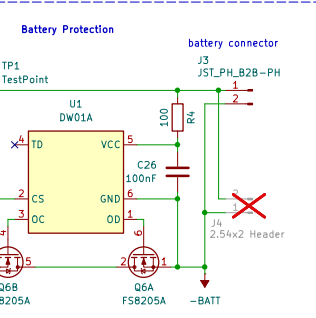 Battery Protection
battery connector
J3
JST_PH_B2B-PH
TP1
TestPoint
1
2
U1
DW01A
100
R4
4 TD
VCC 5
C26
100nF
2 CS
GND 6
3 OC
OD 1
2
1
J4
2.54x2 Header
4
6
5
2
1
Q6B
8205A
Q6A
FS8205A
-BATT